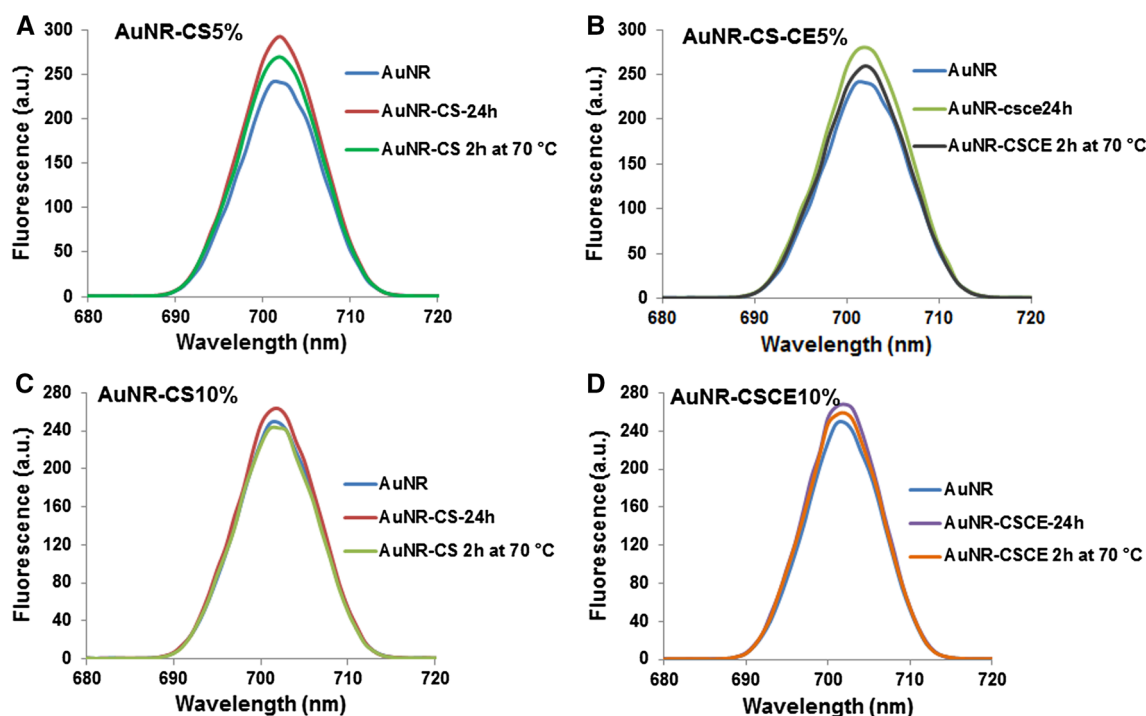 A
AuNR-CS5%
Fluorescence (a.u.)
300
250
200
150
100
50
0
680
690
700
710
720
Wavelength (nm)
AuNR
AuNR-CS-24h
AuNR-CS 2h at 70 °C
B
AuNR-CS-CE5%
Fluorescence (a.u.)
300
250
200
150
100
50
0
680
690
700
710
720
Wavelength (nm)
AuNR
AuNR-csce24h
AuNR-CSCE 2h at 70 °C
C
AuNR-CS10%
Fluorescence (a.u.)
280
240
200
160
120
80
40
0
680
690
700
710
720
Wavelength (nm)
AuNR
AuNR-CS-24h
AuNR-CS 2h at 70 °C
D
AuNR-CSCE10%
Fluorescence (a.u.)
280
240
200
160
120
80
40
0
680
690
700
710
720
Wavelength (nm)
AuNR
AuNR-CSCE-24h
AuNR-CSCE 2h at 70 °C